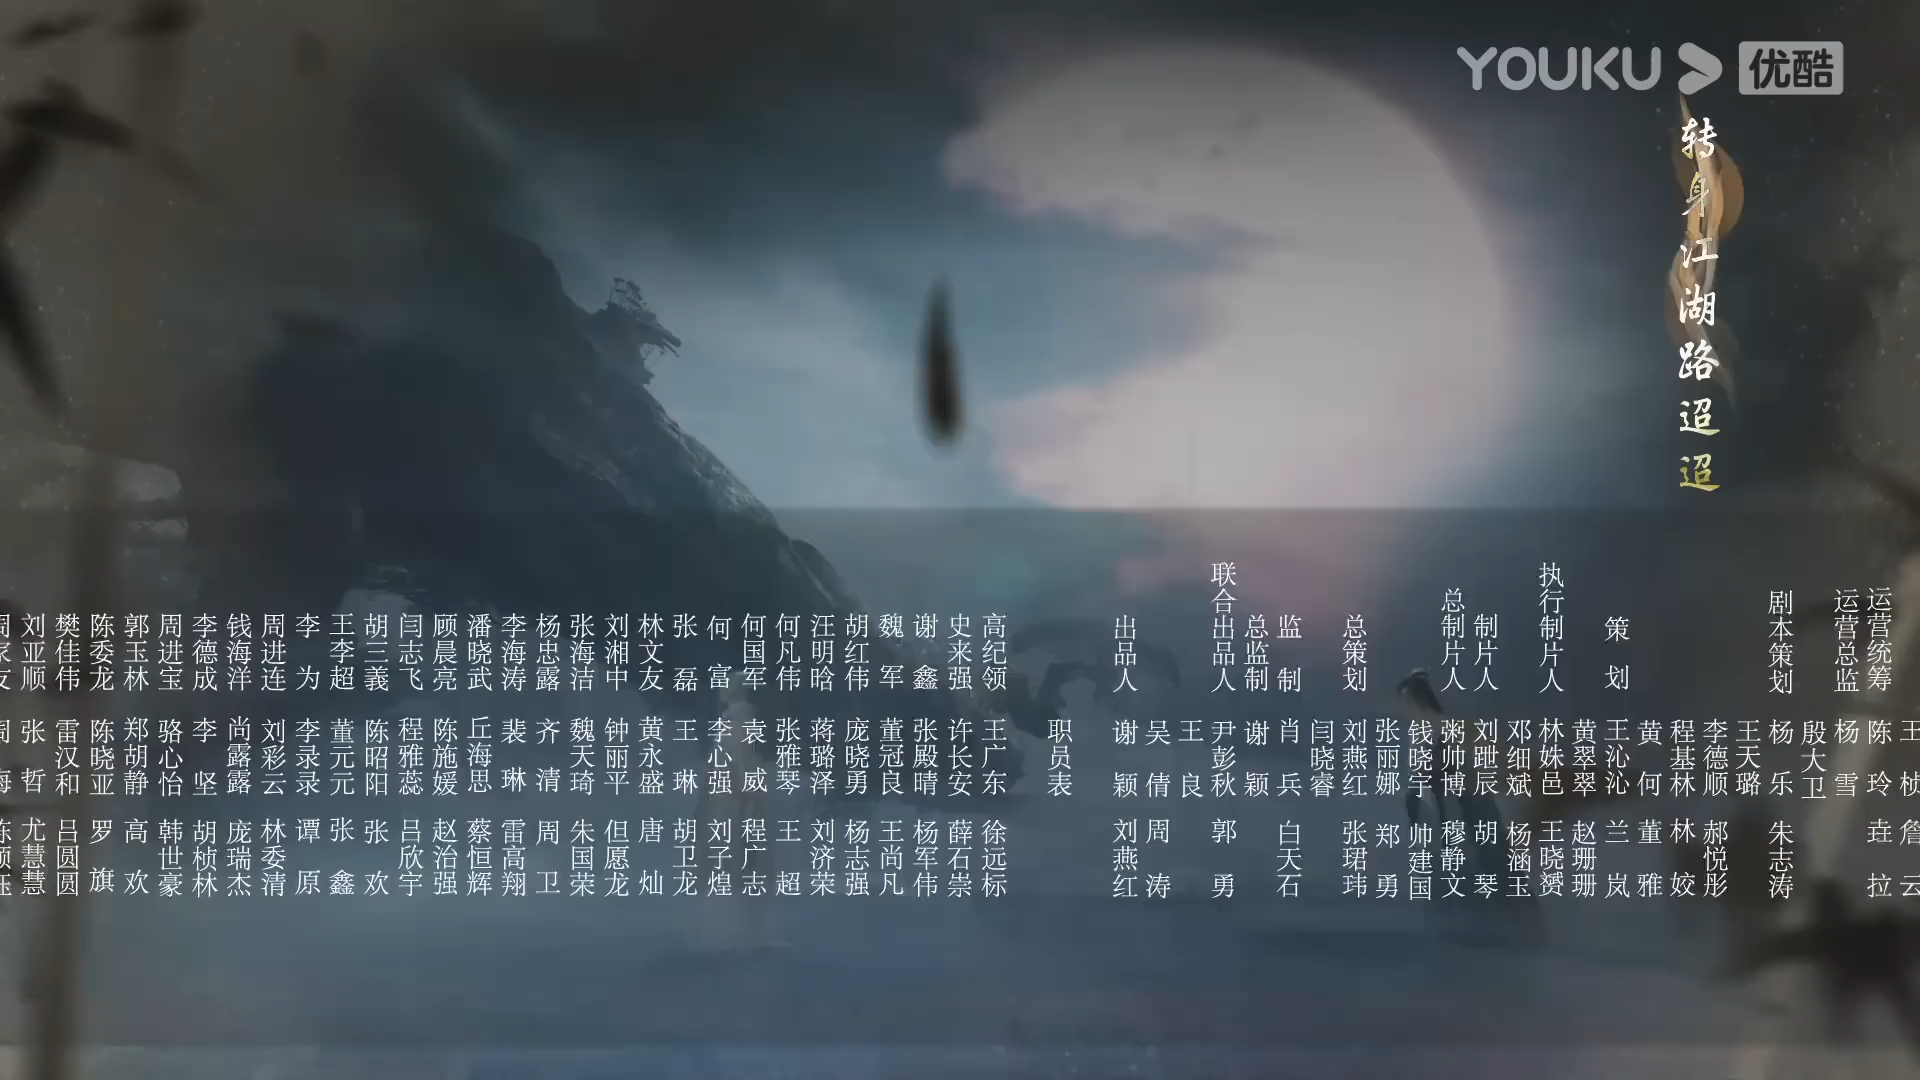 YOUKU 优酷
转身江湖路迢迢
刘亚顺 张哲 尤慧慧
樊佳伟 雷汉和 吕圆圆
陈委龙 陈晓亚 罗旗
郭玉林 郑胡静 高欢
周进宝 骆心怡 韩世豪
李德成 李坚 胡桢林
钱海洋 尚露露 庞瑞杰
周进连 刘彩云 林委清
李为 李录录 谭原
王李超 董元元 张鑫
胡三义 陈昭阳 张欢
闫志飞 程雅蕊 吕欣宇
顾晨亮 陈施媛 赵治强
潘晓武 丘海思 蔡恒辉
李海涛 裴琳 雷高翔
杨忠露 齐清 周卫
张海洁 魏天琦 朱国荣
刘湘中 钟丽平 但愿龙
林文友 黄永盛 唐灿
张磊 王琳 胡卫龙
何富 李心强 刘子煌
何国军 袁威 程广志
何凡伟 张雅琴 王超
汪明晗 蒋璐泽 刘济荣
胡红伟 庞晓勇 杨志强
魏军 董冠良 王尚凡
谢鑫 张殿晴 杨军伟
史来强 许长安 薛石崇
高纪领 王广东 徐远标
职员表
出品人 谢颖 刘燕红
吴倩 周涛
王良
联合出品人 尹彭秋 郭勇
总监制 谢颖
监制 肖兵 白天石
闫晓睿
总策划 刘燕红 张珺玮
张丽娜 郑勇
钱晓宇 帅建国
总制片人 粥帅博 穆静文
制片人 刘跇辰 胡琴
邓细斌 杨涵玉
执行制片人 林姝邑 王晓赟
黄翠翠 赵珊珊
策划 王沁沁 兰岚
黄何 董雅
程基林 林姣
李德顺 郝悦彤
王天璐
剧本策划 杨乐 朱志涛
殷大卫
运营总监 杨雪
运营统筹 陈玲 垚拉